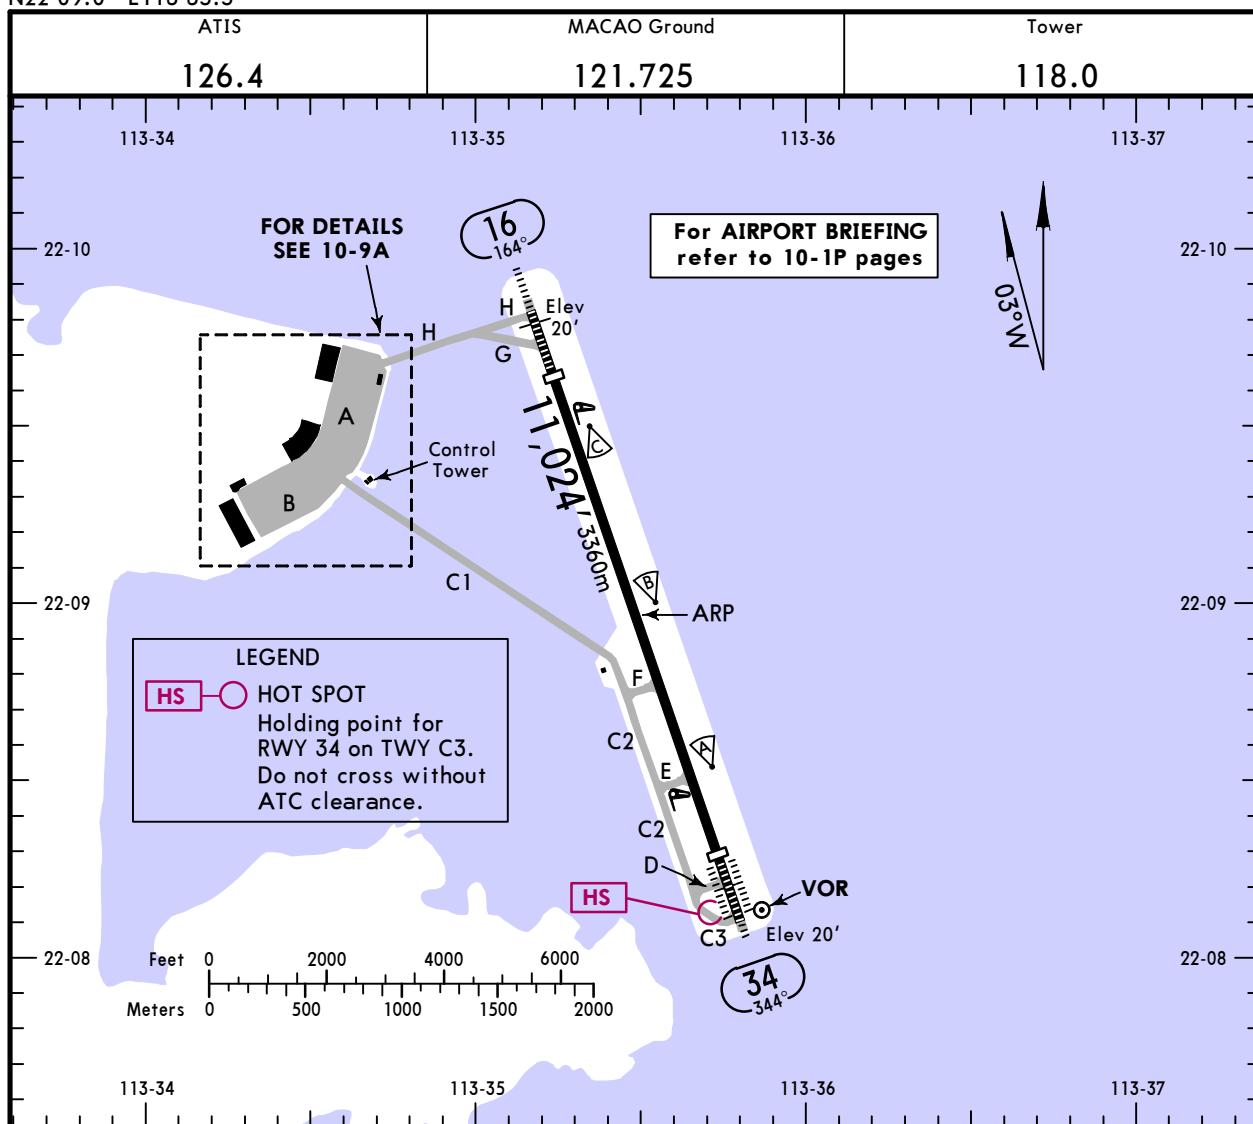 ATIS
MACAO Ground
Tower
126.4
121.725
118.0
113-34
113-35
113-36
113-37
22-10
22-10
FOR DETAILS
SEE 10-9A
16
164°
For AIRPORT BRIEFING
refer to 10-1P pages
03°W
H
H
Elev
20'
G
A
B
Control
Tower
11,024' 3360m
C
C1
B
ARP
22-09
22-09
LEGEND
HS
HOT SPOT
Holding point for
RWY 34 on TWY C3.
Do not cross without
ATC clearance.
F
C2
A
E
C2
D
HS
VOR
C3
Elev 20'
34
344°
22-08
22-08
Feet 0 2000 4000 6000
Meters 0 500 1000 1500 2000
113-34
113-35
113-36
113-37